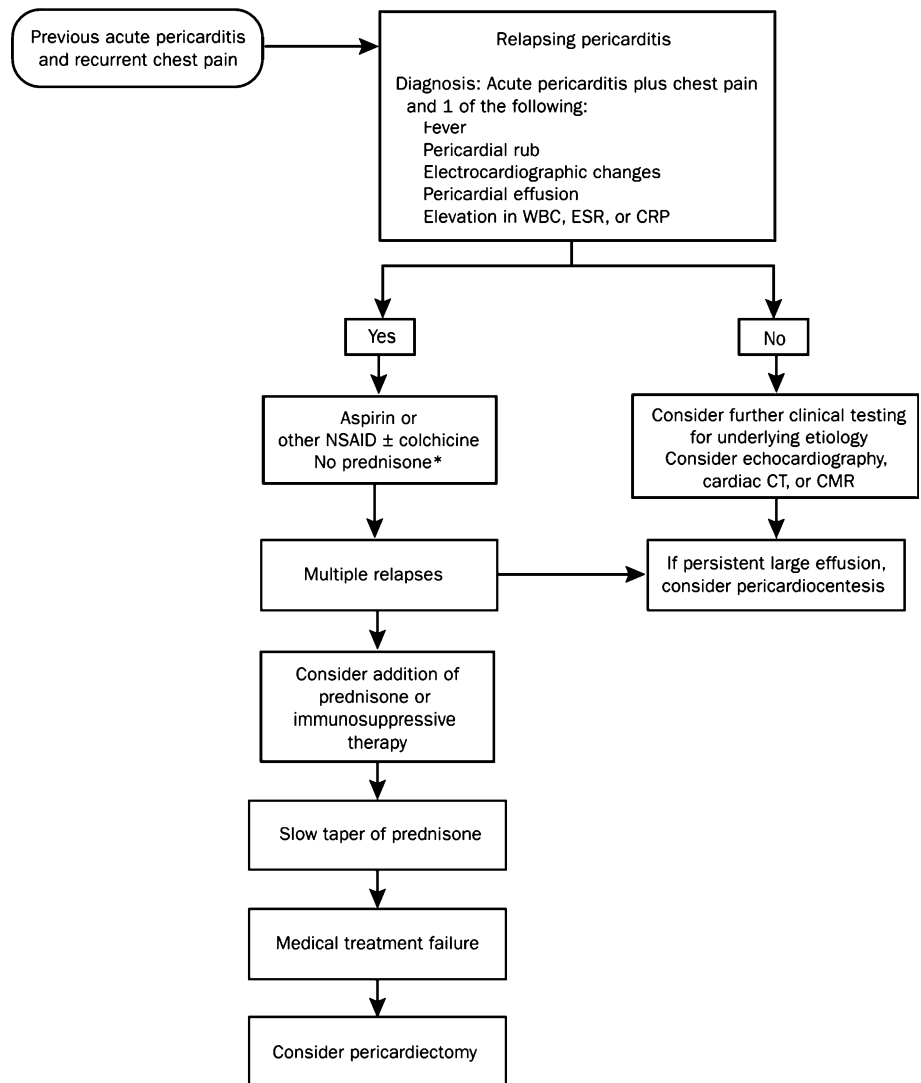 Previous acute pericarditis
and recurrent chest pain
Relapsing pericarditis
Diagnosis: Acute pericarditis plus chest pain
and 1 of the following:
Fever
Pericardial rub
Electrocardiographic changes
Pericardial effusion
Elevation in WBC, ESR, or CRP
Yes
No
Aspirin or
other NSAID ± colchicine
No prednisone*
Consider further clinical testing
for underlying etiology
Consider echocardiography,
cardiac CT, or CMR
Multiple relapses
If persistent large effusion,
consider pericardiocentesis
Consider addition of
prednisone or
immunosuppressive
therapy
Slow taper of prednisone
Medical treatment failure
Consider pericardiectomy